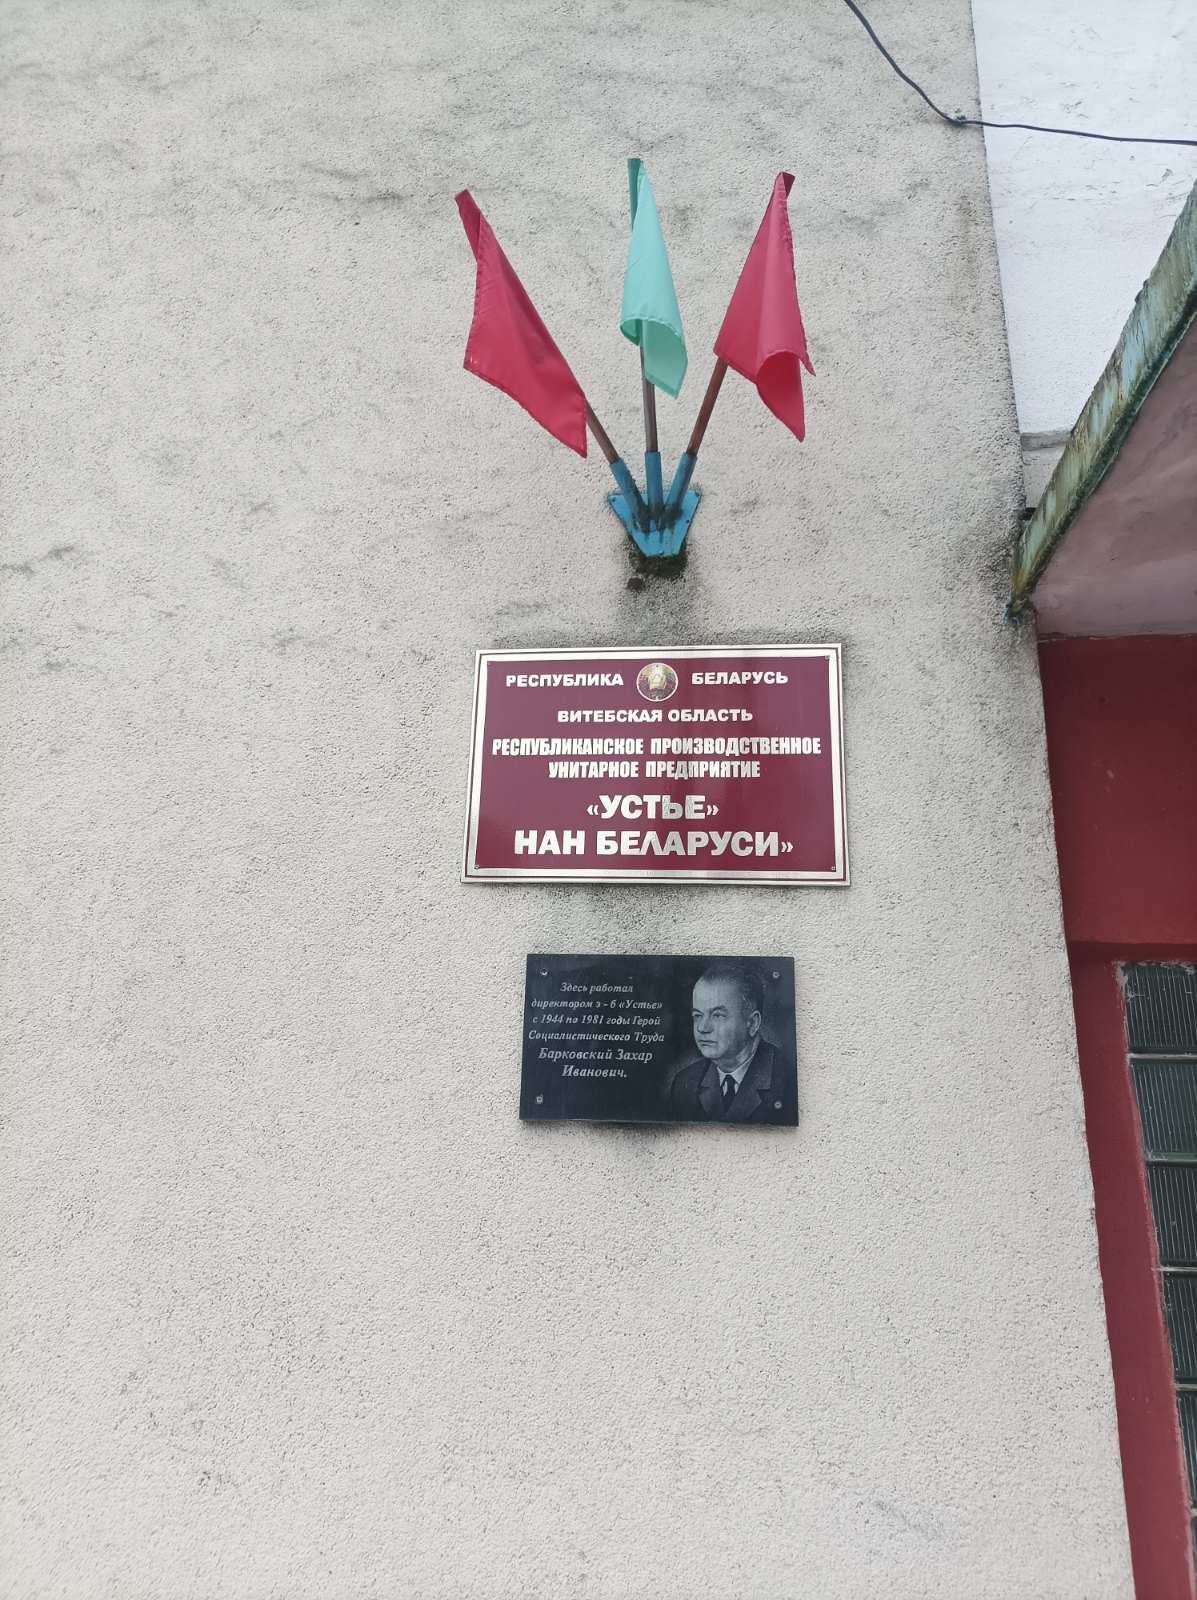 РЕСПУБЛИКА БЕЛАРУСЬ
ВИТЕБСКАЯ ОБЛАСТЬ
РЕСПУБЛИКАНСКОЕ ПРОИЗВОДСТВЕННОЕ
УНИТАРНОЕ ПРЕДПРИЯТИЕ
«УСТЬЕ»
НАН БЕЛАРУСИ»
Здесь работал
директором э - б «Устье»
с 1944 по 1981 годы Герой
Социалистического Труда
Барковский Захар
Иванович.